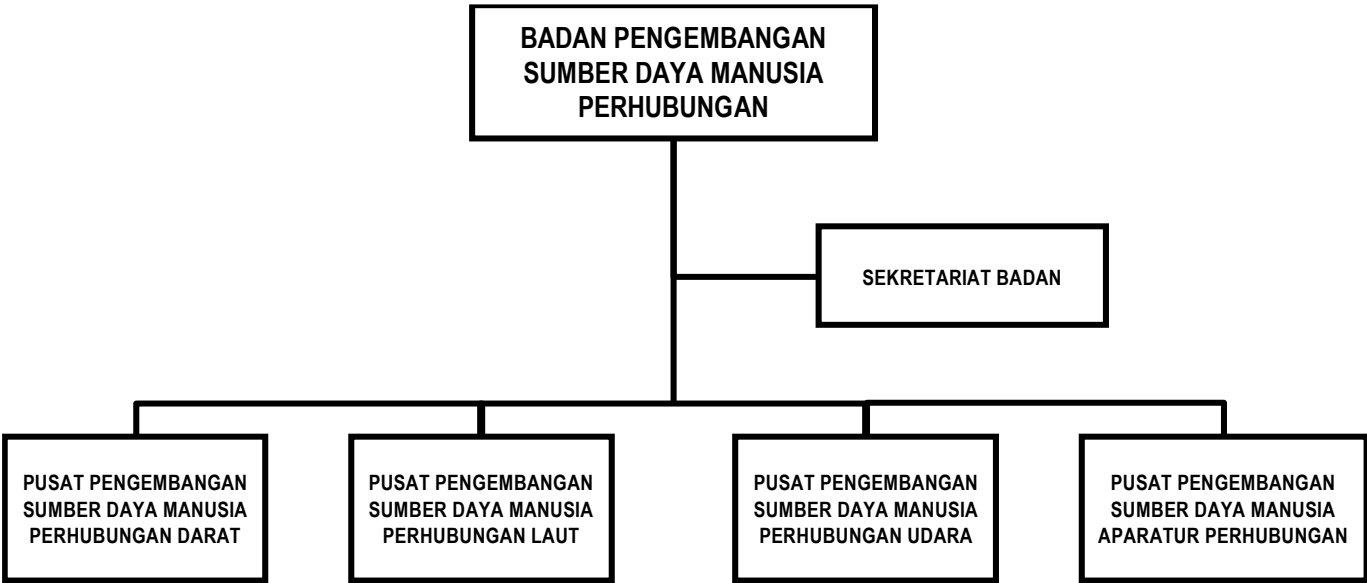 BADAN PENGEMBANGAN
SUMBER DAYA MANUSIA
PERHUBUNGAN
SEKRETARIAT BADAN
PUSAT PENGEMBANGAN
SUMBER DAYA MANUSIA
PERHUBUNGAN DARAT
PUSAT PENGEMBANGAN
SUMBER DAYA MANUSIA
PERHUBUNGAN LAUT
PUSAT PENGEMBANGAN
SUMBER DAYA MANUSIA
PERHUBUNGAN UDARA
PUSAT PENGEMBANGAN
SUMBER DAYA MANUSIA
APARATUR PERHUBUNGAN